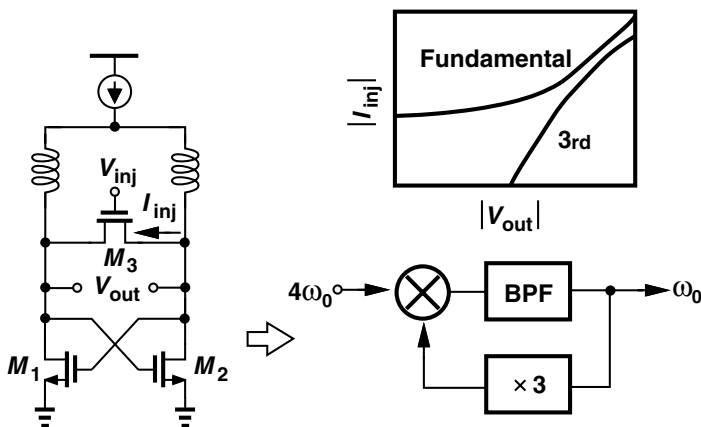 V_inj
I_inj
M_3
V_out
M_1
M_2
Fundamental
3rd
|I_inj|
|V_out|
4ω_0
BPF
ω_0
× 3